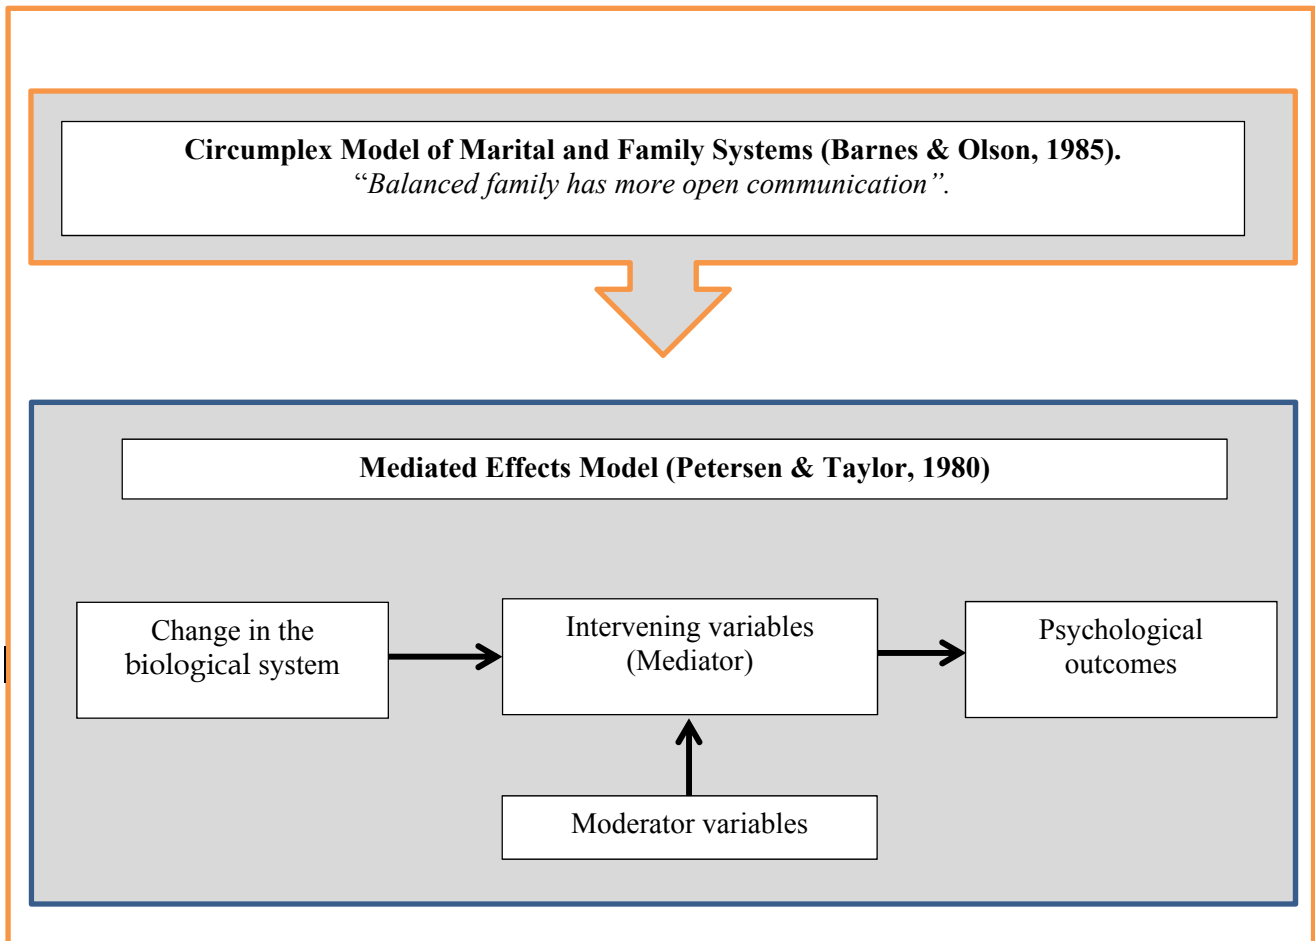 Circumplex Model of Marital and Family Systems (Barnes & Olson, 1985).
“Balanced family has more open communication”.
Mediated Effects Model (Petersen & Taylor, 1980)
Change in the
biological system
Intervening variables
(Mediator)
Psychological
outcomes
Moderator variables